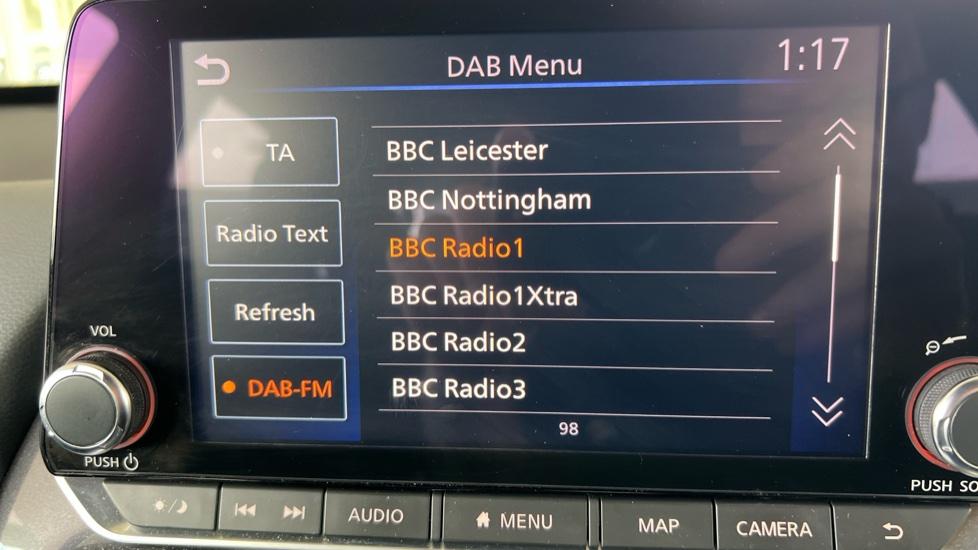 DAB Menu
1:17
TA
Radio Text
Refresh
DAB-FM
BBC Leicester
BBC Nottingham
BBC Radio1
BBC Radio1Xtra
BBC Radio2
BBC Radio3
98
VOL
PUSH
PUSH SO
AUDIO
MENU
MAP
CAMERA